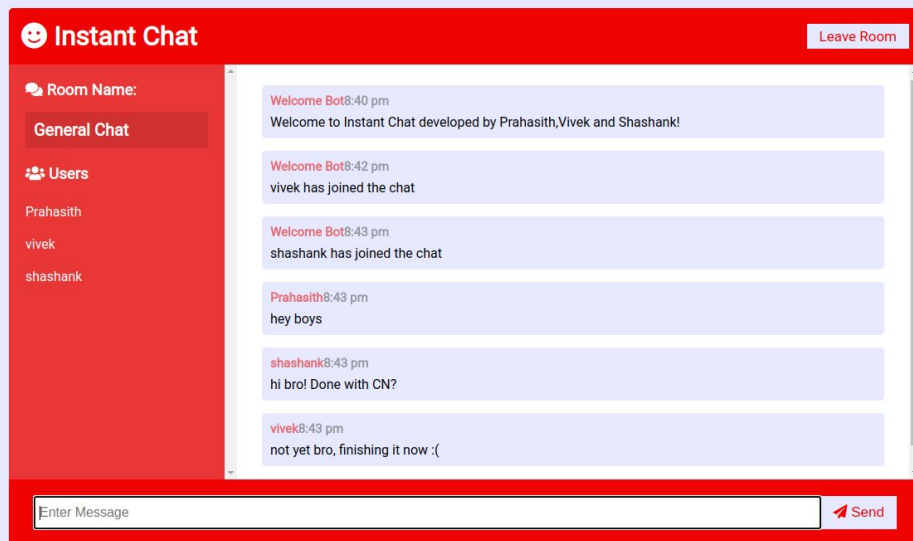 Instant Chat
Leave Room
Room Name:
General Chat
Users
Prahasith
vivek
shashank
Welcome Bot8:40 pm
Welcome to Instant Chat developed by Prahasith,Vivek and Shashank!
Welcome Bot8:42 pm
vivek has joined the chat
Welcome Bot8:43 pm
shashank has joined the chat
Prahasith8:43 pm
hey boys
shashank8:43 pm
hi bro! Done with CN?
vivek8:43 pm
not yet bro, finishing it now :(
Enter Message
Send